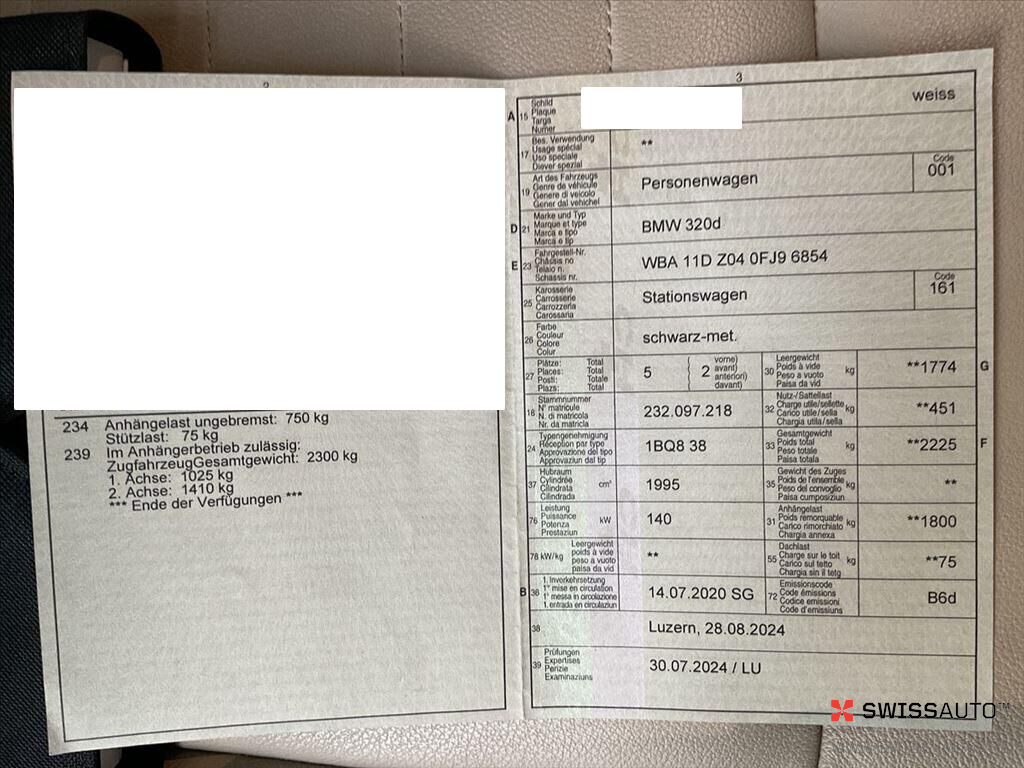 234 Anhängelast ungebremst: 750 kg
Stützlast: 75 kg
239 Im Anhängerbetrieb zulässig:
ZugfahrzeugGesamtgewicht: 2300 kg
1. Achse: 1025 kg
2. Achse: 1410 kg
*** Ende der Verfügungen ***
3
A 15 Schild
Plaque
Targa
Numer
weiss
17 Bes. Verwendung
Usage spécial
Uso speciale
Diever spezial
**
19 Art des Fahrzeugs
Genre de véhicule
Genere di veicolo
Gener dal vehichel
Personenwagen
Code
001
D 21 Marke und Typ
Marque et type
Marca e tipo
Marca e tip
BMW 320d
E 23 Fahrgestell-Nr.
Châssis no
Telaio n.
Schassis nr.
WBA 11D Z04 0FJ9 6854
25 Karosserie
Carrosserie
Carrozzeria
Carossaria
Stationswagen
Code
161
26 Farbe
Couleur
Colore
Colur
schwarz-met.
27 Plätze: Total
Places: Total
Posti: Totale
Plazs: Total
5 ( 2 vorne)
avant)
anteriori)
davant)
30 Leergewicht
Poids à vide
Peso a vuoto
Paisa da vid
kg
**1774
G
18 Stammnummer
N° matricule
N. di matricola
Nr. da matricla
232.097.218
32 Nutz-/Sattellast
Charge utile/sellette
Carico utile/sella
Chargia utila/sella
kg
**451
24 Typengenehmigung
Réception par type
Approvazione del tipo
Approvaziun dal tip
1BQ8 38
33 Gesamtgewicht
Poids total
Peso totale
Paisa totala
kg
**2225
F
37 Hubraum
Cylindrée
Cilindrata
Cilindrada
cm³
1995
35 Gewicht des Zuges
Poids de l'ensemble
Peso del convoglio
Paisa cumposiziun
kg
**
76 Leistung
Puissance
Potenza
Prestaziun
kW
140
31 Anhängelast
Poids remorquable
Carico rimorchiato
Chargia annexa
kg
**1800
78 kW/kg Leergewicht
poids à vide
peso a vuoto
paisa da vid
**
55 Dachlast
Charge sur le toit
Carico sul tetto
Chargia sin il tetg
kg
**75
B 36 1. Inverkehrsetzung
1re mise en circulation
1a messa in circolazione
1. entrada en circulaziun
14.07.2020 SG
72 Emissionscode
Code émissions
Codice emissioni
Code d'emissiuns
B6d
38
Luzern, 28.08.2024
39 Prüfungen
Expertises
Perizie
Examinaziuns
30.07.2024 / LU
SWISSAUTO™